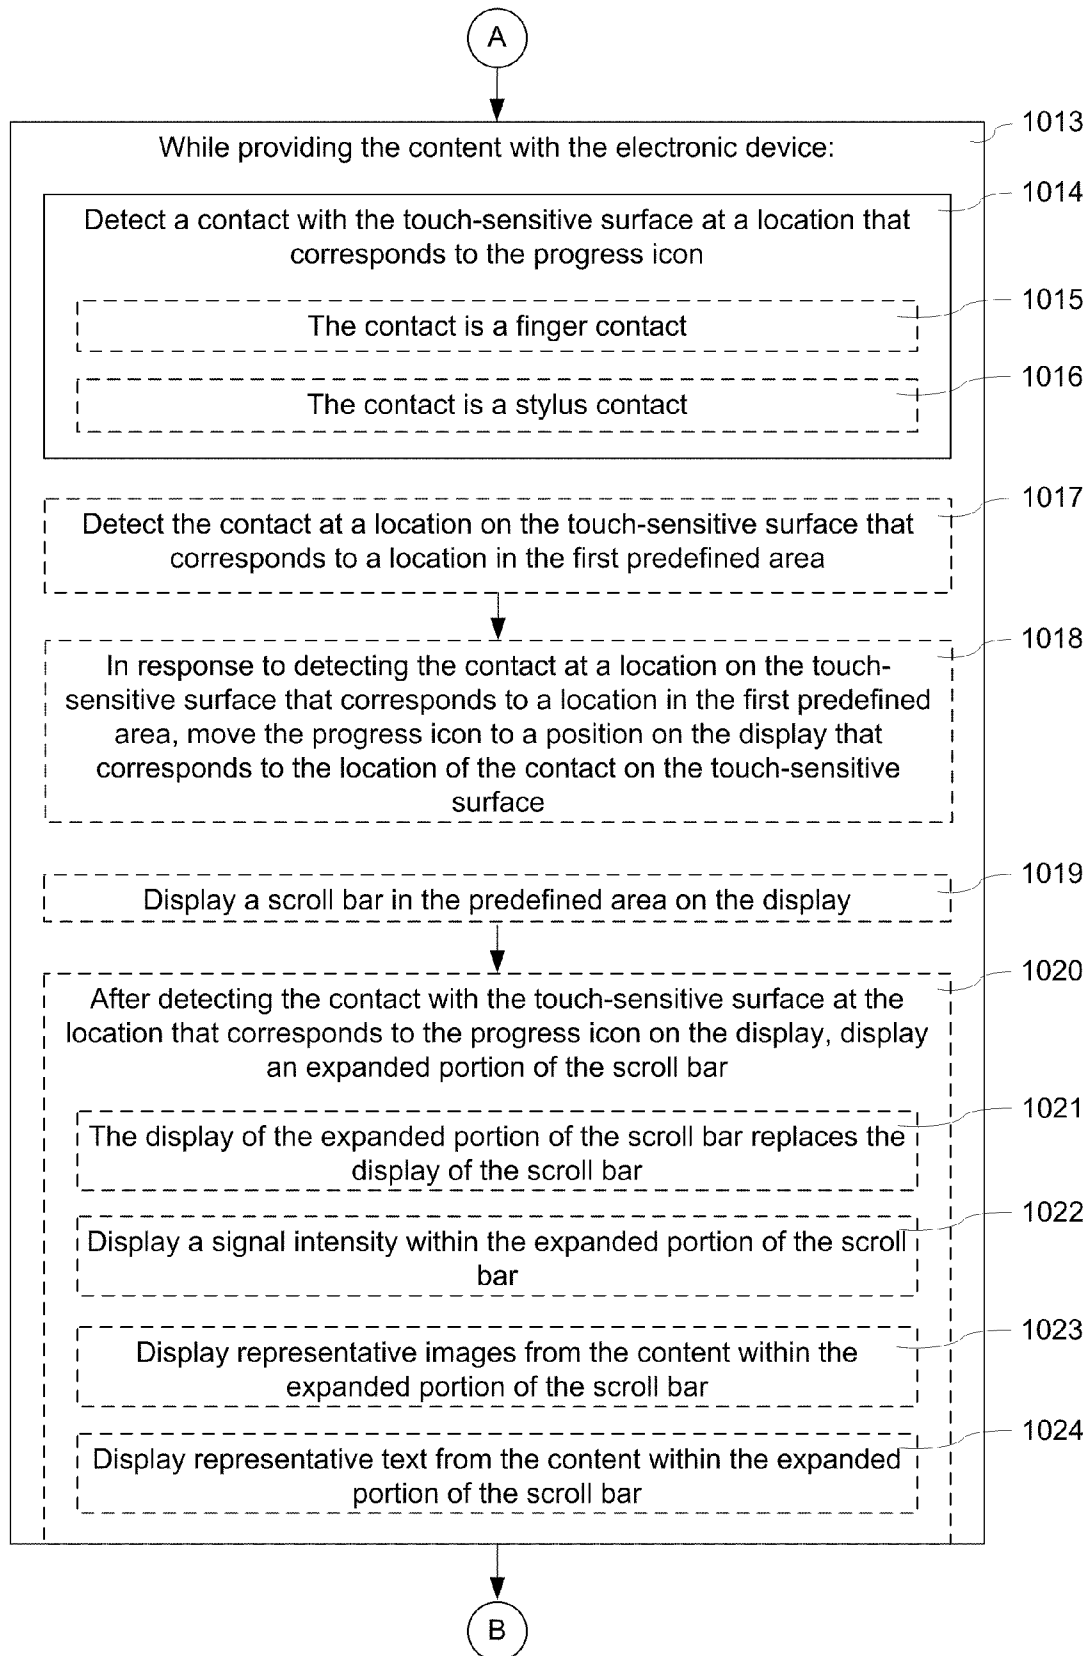 A
1013
While providing the content with the electronic device:
1014
Detect a contact with the touch-sensitive surface at a location that
corresponds to the progress icon
1015
The contact is a finger contact
1016
The contact is a stylus contact
1017
Detect the contact at a location on the touch-sensitive surface that
corresponds to a location in the first predefined area
1018
In response to detecting the contact at a location on the touch-
sensitive surface that corresponds to a location in the first predefined
area, move the progress icon to a position on the display that
corresponds to the location of the contact on the touch-sensitive
surface
1019
Display a scroll bar in the predefined area on the display
1020
After detecting the contact with the touch-sensitive surface at the
location that corresponds to the progress icon on the display, display
an expanded portion of the scroll bar
1021
The display of the expanded portion of the scroll bar replaces the
display of the scroll bar
1022
Display a signal intensity within the expanded portion of the scroll
bar
1023
Display representative images from the content within the
expanded portion of the scroll bar
1024
Display representative text from the content within the expanded
portion of the scroll bar
B